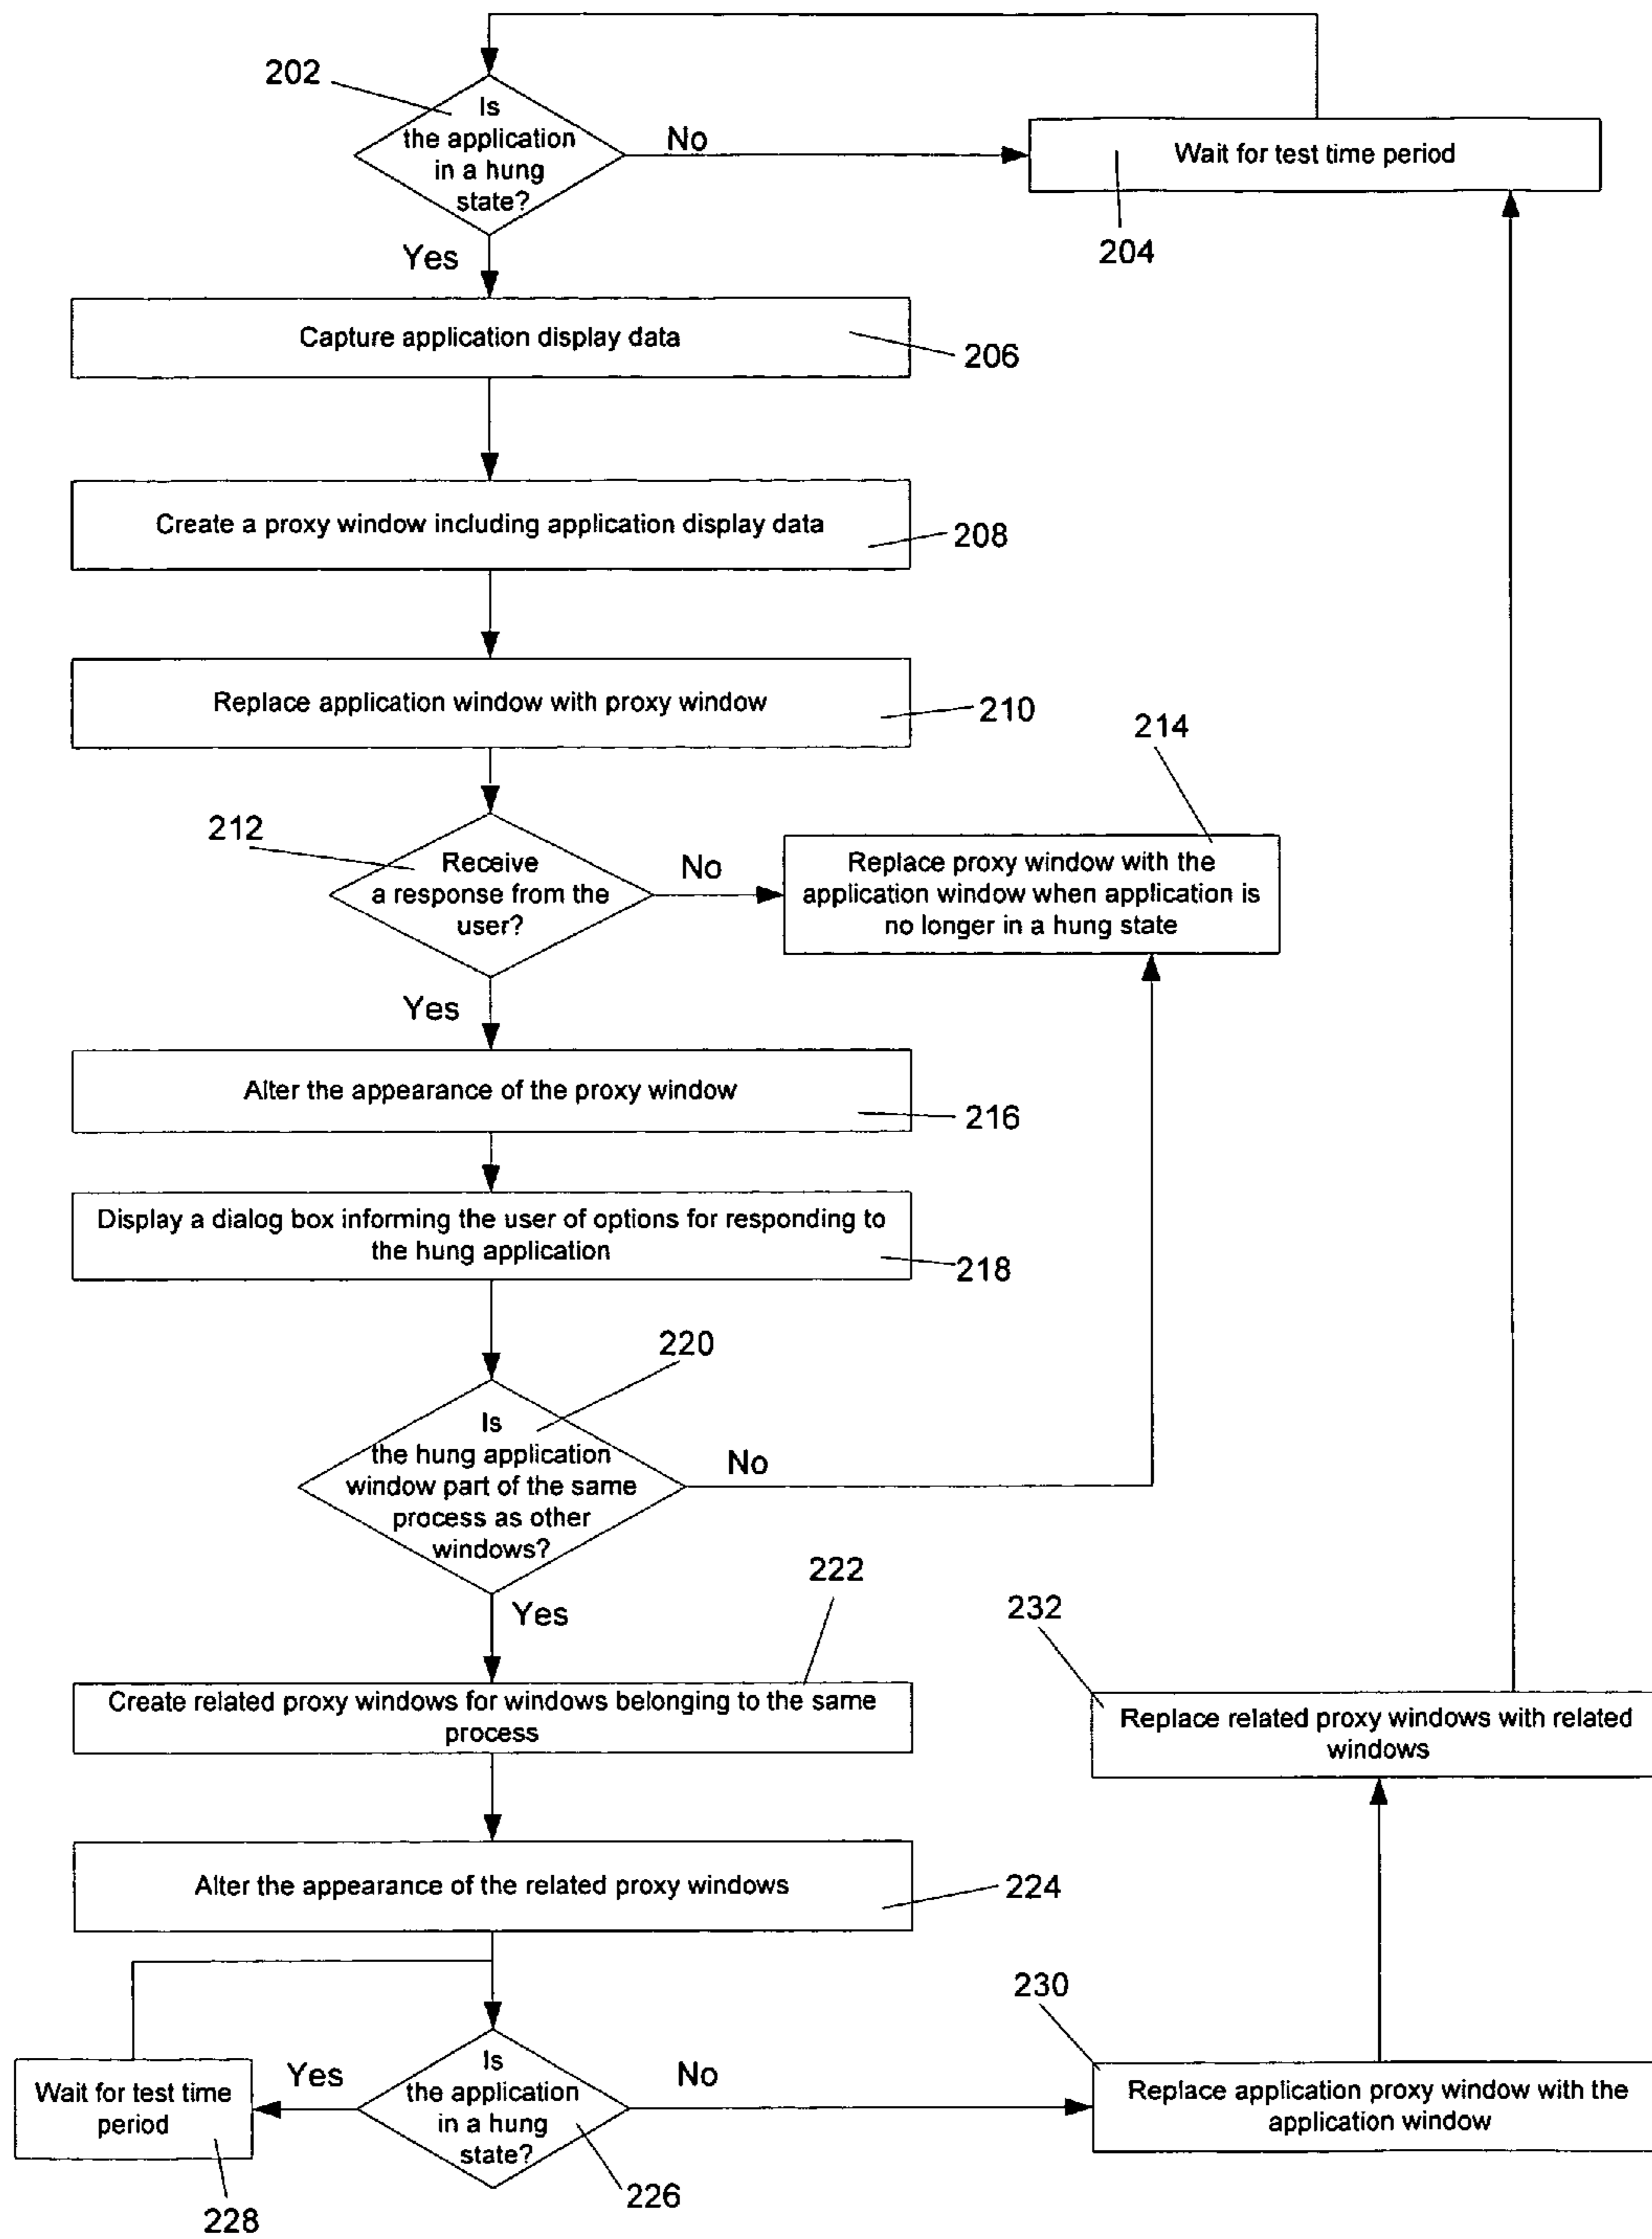 202
Is
the application
in a hung
state?
No
Wait for test time period
204
Yes
Capture application display data
206
Create a proxy window including application display data
208
Replace application window with proxy window
210
214
212
Receive
a response from the
user?
No
Replace proxy window with the
application window when application is
no longer in a hung state
Yes
Alter the appearance of the proxy window
216
Display a dialog box informing the user of options for responding to
the hung application
218
220
Is
the hung application
window part of the same
process as other
windows?
No
Yes
222
Create related proxy windows for windows belonging to the same
process
232
Replace related proxy windows with related
windows
Alter the appearance of the related proxy windows
224
230
Wait for test time
period
Yes
Is
the application
in a hung
state?
No
Replace application proxy window with the
application window
226
228